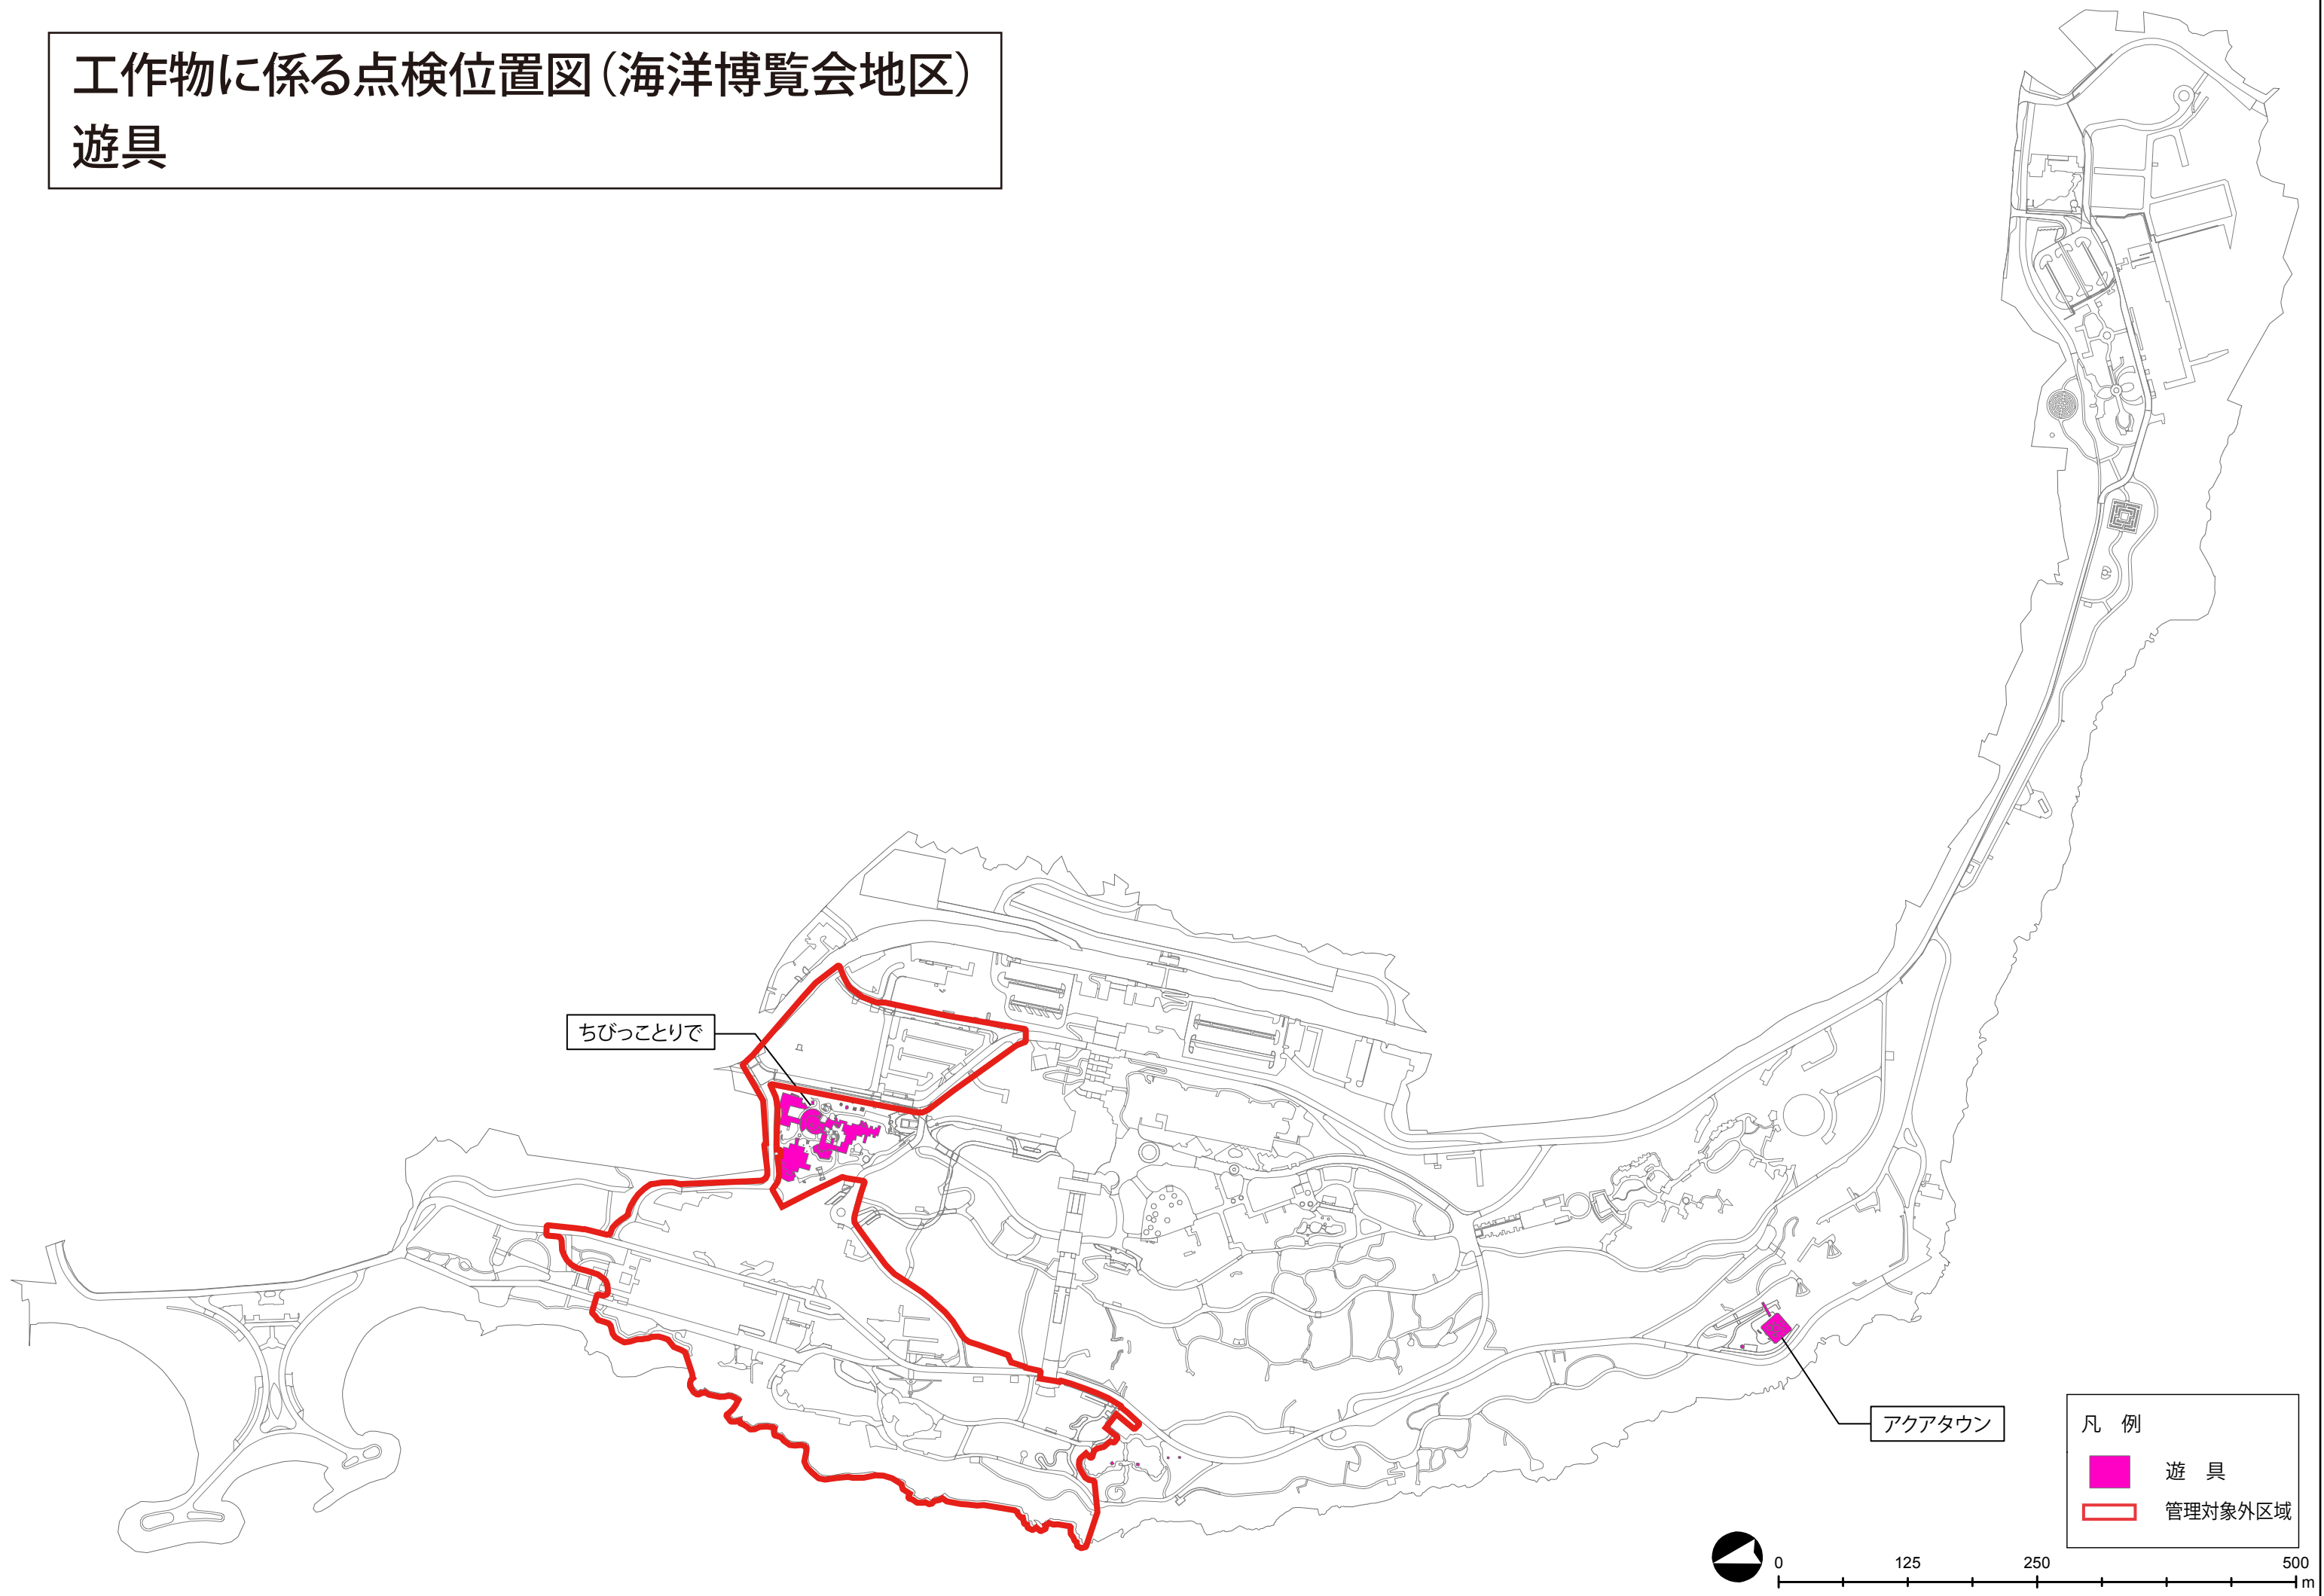 工作物に係る点検位置図（海洋博覧会地区）
遊具
ちびっことりで
アクアタウン
凡　例
遊　具
管理対象外区域
0 125 250 500
m